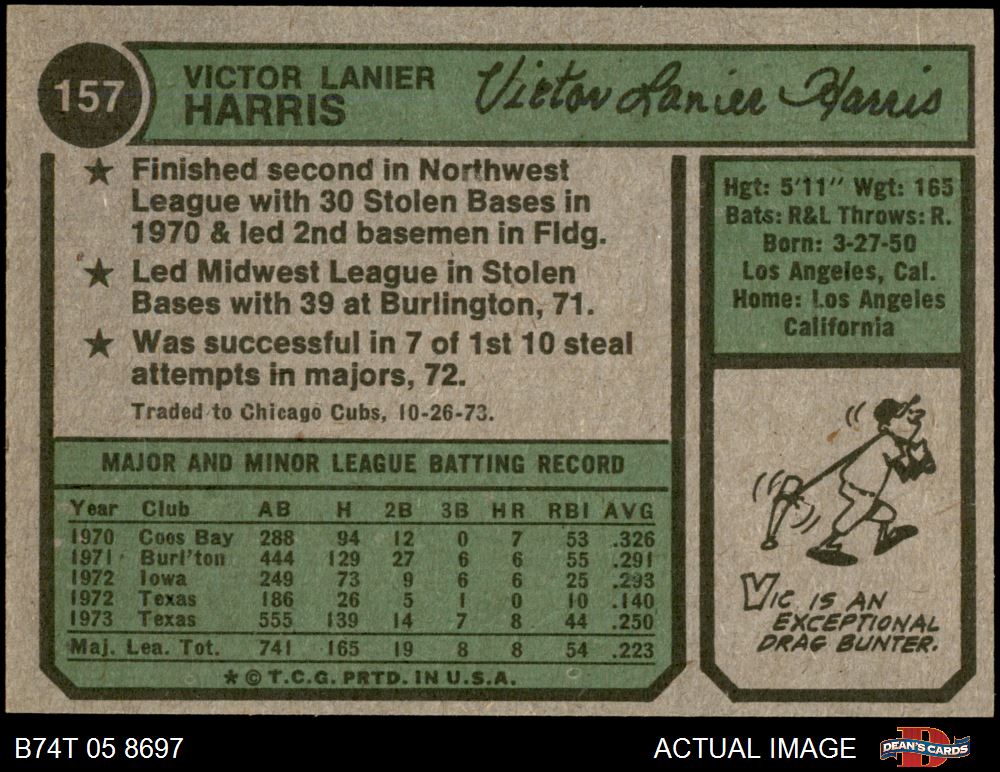 157
VICTOR LANIER
HARRIS
Victor Lanier Harris
★ Finished second in Northwest
League with 30 Stolen Bases in
1970 & led 2nd basemen in Fldg.
★ Led Midwest League in Stolen
Bases with 39 at Burlington, 71.
★ Was successful in 7 of 1st 10 steal
attempts in majors, 72.
Traded to Chicago Cubs, 10-26-73.
Hgt: 5'11'' Wgt: 165
Bats: R&L Throws: R.
Born: 3-27-50
Los Angeles, Cal.
Home: Los Angeles
California
MAJOR AND MINOR LEAGUE BATTING RECORD
Year Club AB H 2B 3B HR RBI AVG
1970 Coos Bay 288 94 12 0 7 53 .326
1971 Burl'ton 444 129 27 6 6 55 .291
1972 Iowa 249 73 9 6 6 25 .293
1972 Texas 186 26 5 1 0 10 .140
1973 Texas 555 139 14 7 8 44 .250
Maj. Lea. Tot. 741 165 19 8 8 54 .223
★ © T.C.G. PRTD. IN U.S.A.
VIC IS AN
EXCEPTIONAL
DRAG BUNTER.
B74T 05 8697
ACTUAL IMAGE
DEAN'S CARDS